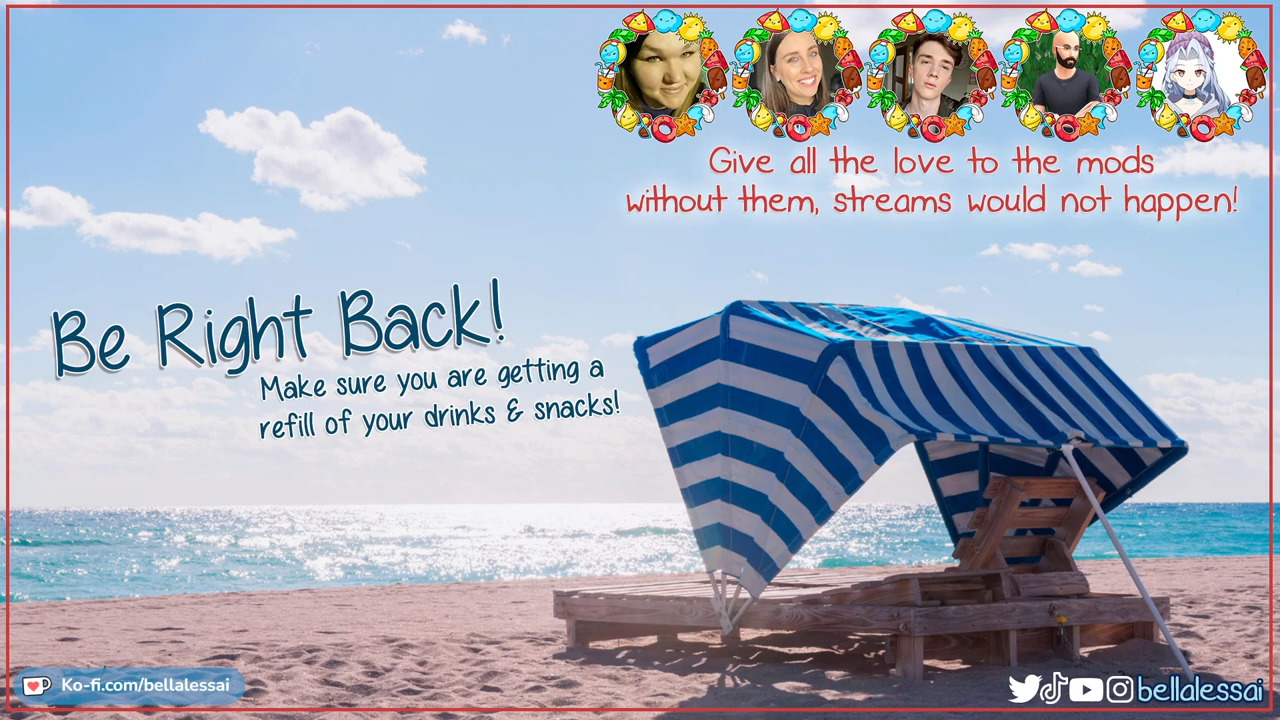 Give all the love to the mods
without them, streams would not happen!
Be Right Back!
Make sure you are getting a
refill of your drinks & snacks!
Ko-fi.com/bellalessai
bellalessai